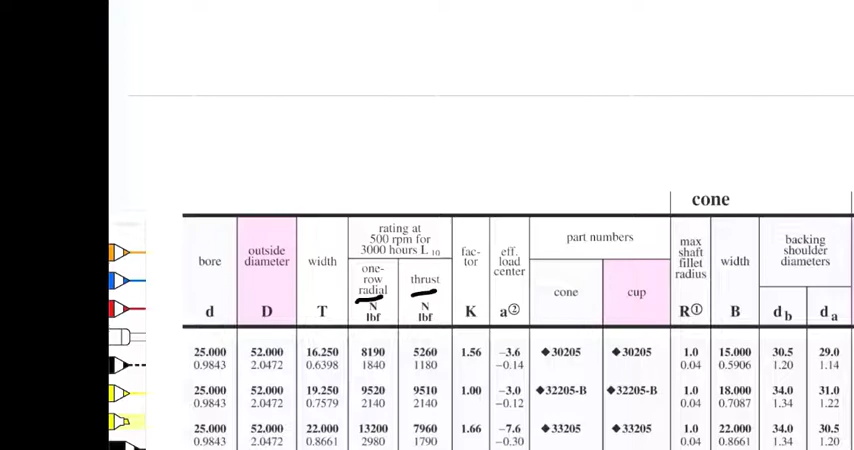 cone
bore outside diameter width rating at 500 rpm for 3000 hours L 10 fac- tor eff. load center part numbers max shaft fillet radius width backing shoulder diameters
one- row radial thrust cone cup
N lbf N lbf
d D T K a② R① B db da
25.000 52.000 16.250 8190 5260 1.56 −3.6 ◆30205 ◆30205 1.0 15.000 30.5 29.0
0.9843 2.0472 0.6398 1840 1180 −0.14 0.04 0.5906 1.20 1.14
25.000 52.000 19.250 9520 9510 1.00 −3.0 ◆32205-B ◆32205-B 1.0 18.000 34.0 31.0
0.9843 2.0472 0.7579 2140 2140 −0.12 0.04 0.7087 1.34 1.22
25.000 52.000 22.000 13200 7960 1.66 −7.6 ◆33205 ◆33205 1.0 22.000 34.0 30.5
0.9843 2.0472 0.8661 2980 1790 −0.30 0.04 0.8661 1.34 1.20